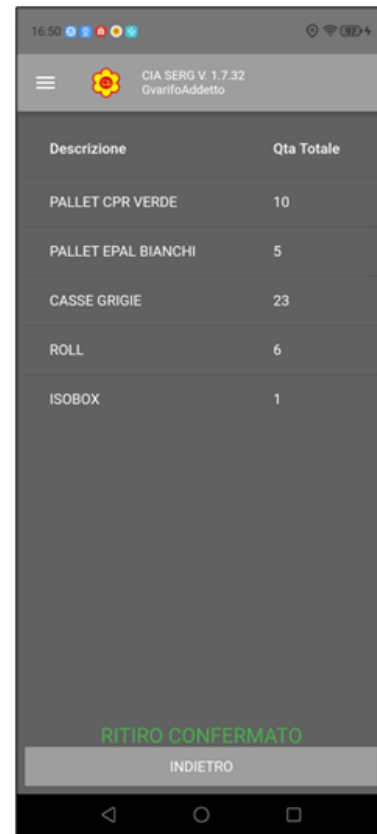 16:50
92
CIA SERG V. 1.7.32
GvarifoAddetto
Descrizione Qta Totale
PALLET CPR VERDE 10
PALLET EPAL BIANCHI 5
CASSE GRIGIE 23
ROLL 6
ISOBOX 1
RITIRO CONFERMATO
INDIETRO